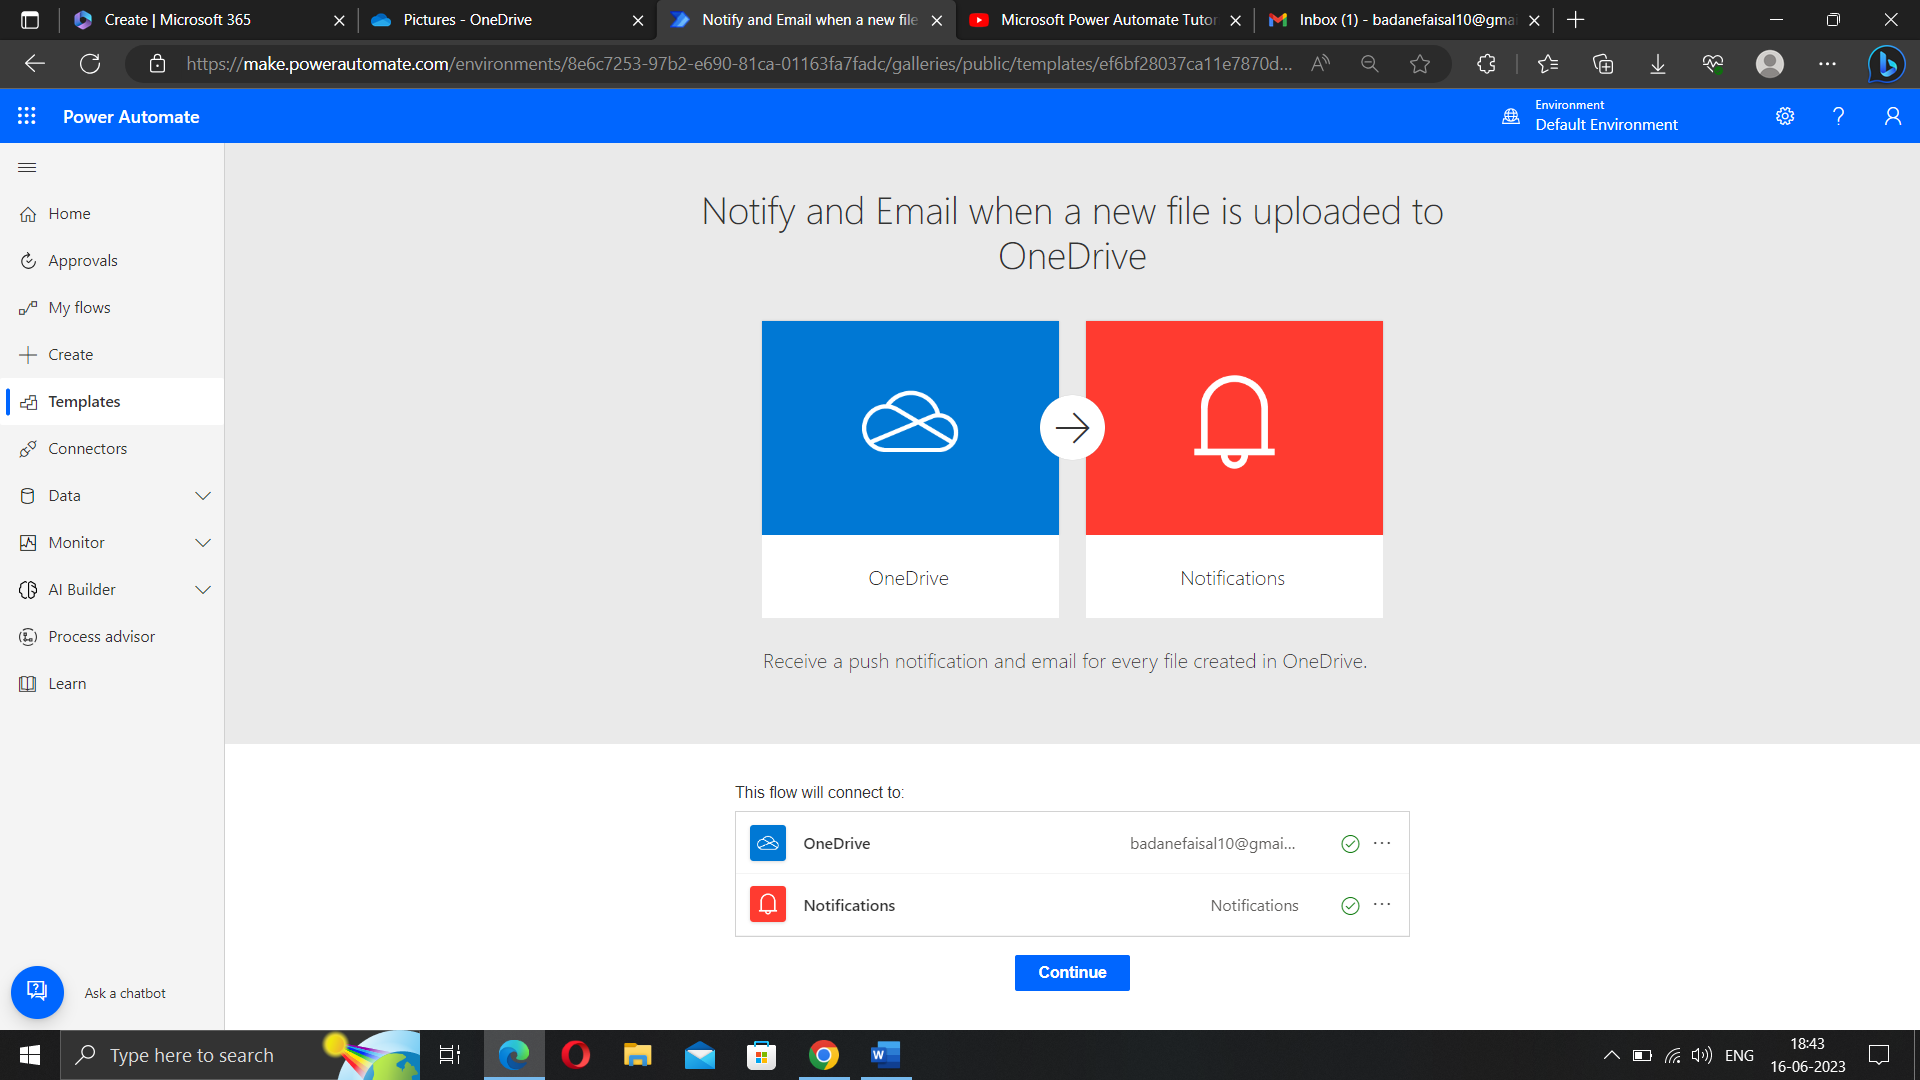 Create | Microsoft 365
Pictures - OneDrive
Notify and Email when a new file
Microsoft Power Automate Tutor
Inbox (1) - badanefaisal10@gmai
https://make.powerautomate.com/environments/8e6c7253-97b2-e690-81ca-01163fa7fadc/galleries/public/templates/ef6bf28037ca11e7870d...
Power Automate
Environment
Default Environment
Home
Approvals
My flows
Create
Templates
Connectors
Data
Monitor
AI Builder
Process advisor
Learn
Ask a chatbot
Notify and Email when a new file is uploaded to
OneDrive
OneDrive
Notifications
Receive a push notification and email for every file created in OneDrive.
This flow will connect to:
OneDrive badanefaisal10@gmai...
Notifications Notifications
Continue
Type here to search
ENG
18:43
16-06-2023